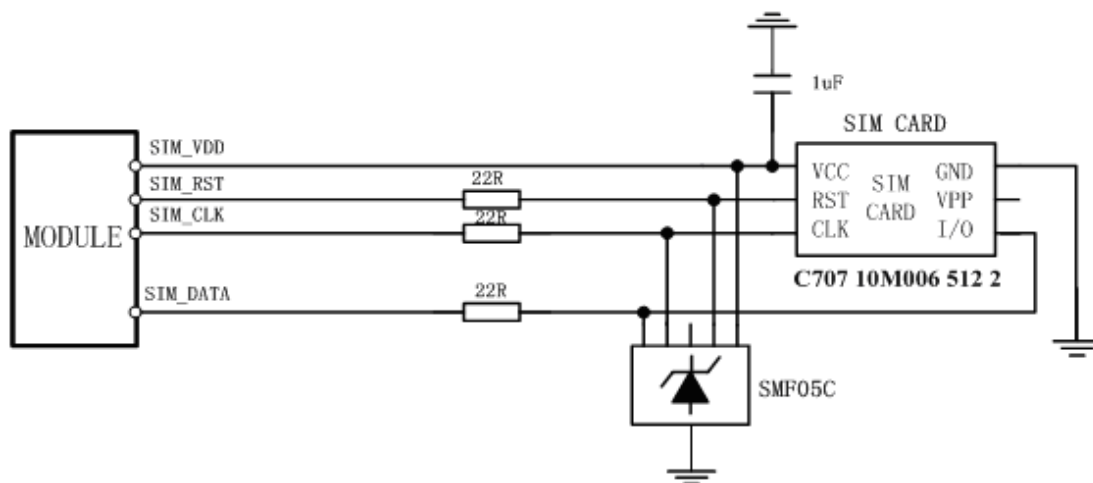 1uF
SIM CARD
SIM_VDD
SIM_RST
22R
SIM_CLK
22R
MODULE
SIM_DATA
22R
VCC
RST
CLK
SIM
CARD
GND
VPP
I/O
C707 10M006 512 2
SMF05C